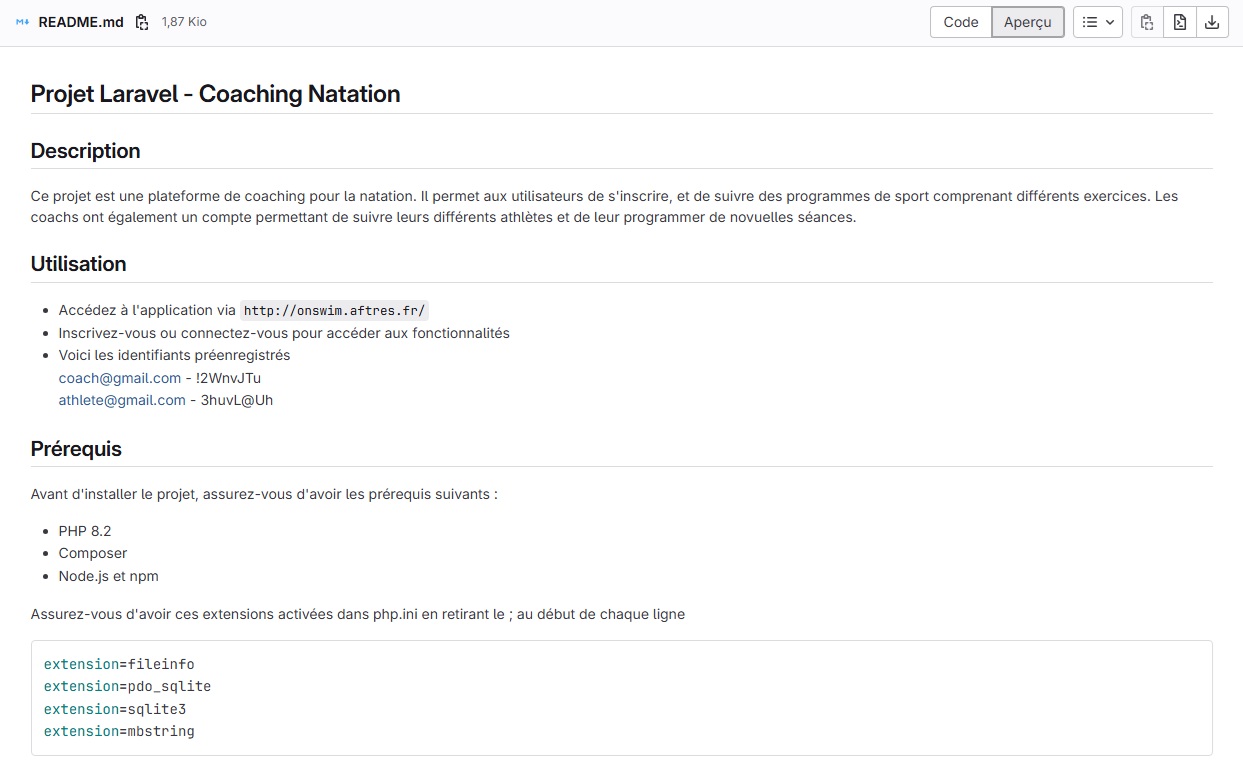 README.md 1,87 Kio
Code Aperçu
Projet Laravel - Coaching Natation
Description
Ce projet est une plateforme de coaching pour la natation. Il permet aux utilisateurs de s'inscrire, et de suivre des programmes de sport comprenant différents exercices. Les
coachs ont également un compte permettant de suivre leurs différents athlètes et de leur programmer de novuelles séances.
Utilisation
Accédez à l'application via http://onswim.aftres.fr/
Inscrivez-vous ou connectez-vous pour accéder aux fonctionnalités
Voici les identifiants préenregistrés
coach@gmail.com - !2WnvJTu
athlete@gmail.com - 3huvL@Uh
Prérequis
Avant d'installer le projet, assurez-vous d'avoir les prérequis suivants :
PHP 8.2
Composer
Node.js et npm
Assurez-vous d'avoir ces extensions activées dans php.ini en retirant le ; au début de chaque ligne
extension=fileinfo
extension=pdo_sqlite
extension=sqlite3
extension=mbstring